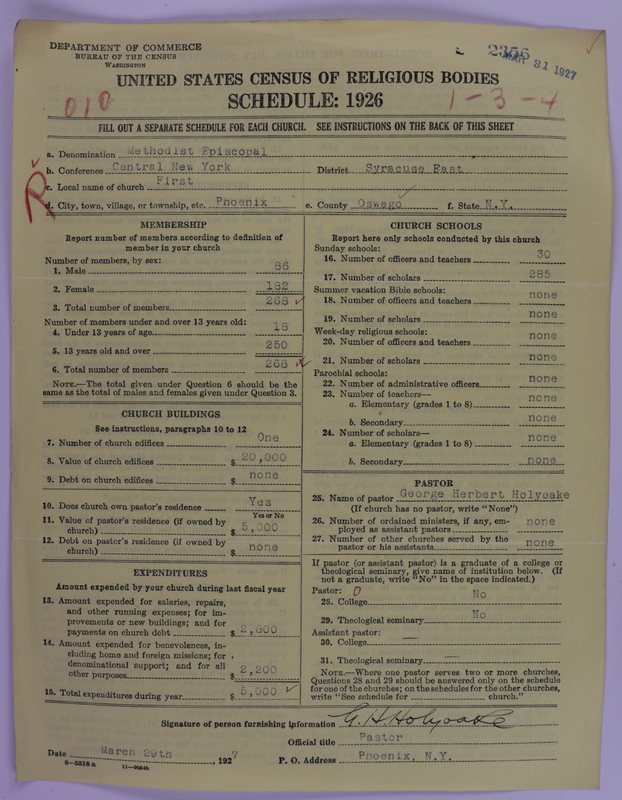 DEPARTMENT OF COMMERCE
BUREAU OF THE CENSUS
WASHINGTON
2356
MAR 31 1927
UNITED STATES CENSUS OF RELIGIOUS BODIES
SCHEDULE: 1926
010
1-3-4
FILL OUT A SEPARATE SCHEDULE FOR EACH CHURCH. SEE INSTRUCTIONS ON THE BACK OF THIS SHEET
a. Denomination Methodist Episcopal
b. Conference Central New York District Syracuse East
c. Local name of church First
d. City, town, village, or township, etc. Phoenix e. County Oswego f. State N.Y.
R
MEMBERSHIP
Report number of members according to definition of
member in your church
Number of members, by sex:
1. Male 86
2. Female 182
3. Total number of members 268
Number of members under and over 13 years old:
4. Under 13 years of age 18
5. 13 years old and over 250
6. Total number of members 268
NOTE.—The total given under Question 6 should be the
same as the total of males and females given under Question 3.
CHURCH BUILDINGS
See instructions, paragraphs 10 to 12
7. Number of church edifices One
8. Value of church edifices $ 20,000
9. Debt on church edifices $ none
10. Does church own pastor's residence Yes
Yes or No
11. Value of pastor's residence (if owned by
church) $ 5,000
12. Debt on pastor's residence (if owned by
church) $ none
EXPENDITURES
Amount expended by your church during last fiscal year
13. Amount expended for salaries, repairs,
and other running expenses; for im-
provements or new buildings; and for
payments on church debt $ 2,800
14. Amount expended for benevolences, in-
cluding home and foreign missions; for
denominational support; and for all
other purposes $ 2,200
15. Total expenditures during year $ 5,000
CHURCH SCHOOLS
Report here only schools conducted by this church
Sunday schools:
16. Number of officers and teachers 30
17. Number of scholars 285
Summer vacation Bible schools:
18. Number of officers and teachers none
19. Number of scholars none
Week-day religious schools:
20. Number of officers and teachers none
21. Number of scholars none
Parochial schools:
22. Number of administrative officers none
23. Number of teachers—
a. Elementary (grades 1 to 8) none
b. Secondary none
24. Number of scholars—
a. Elementary (grades 1 to 8) none
b. Secondary none
PASTOR
25. Name of pastor George Herbert Holyoake
(If church has no pastor, write "None")
26. Number of ordained ministers, if any, em-
ployed as assistant pastors none
27. Number of other churches served by the
pastor or his assistants none
If pastor (or assistant pastor) is a graduate of a college or
theological seminary, give name of institution below. (If
not a graduate, write "No" in the space indicated.)
Pastor: 0
28. College No
29. Theological seminary No
Assistant pastor:
30. College —
31. Theological seminary —
NOTE.—Where one pastor serves two or more churches,
Questions 28 and 29 should be answered only on the schedule
for one of the churches; on the schedules for the other churches,
write "See schedule for church."
Signature of person furnishing information G. H. Holyoake
Official title Pastor
Date March 29th, 1927 P. O. Address Phoenix, N.Y.
8-5516 a 11-9554b